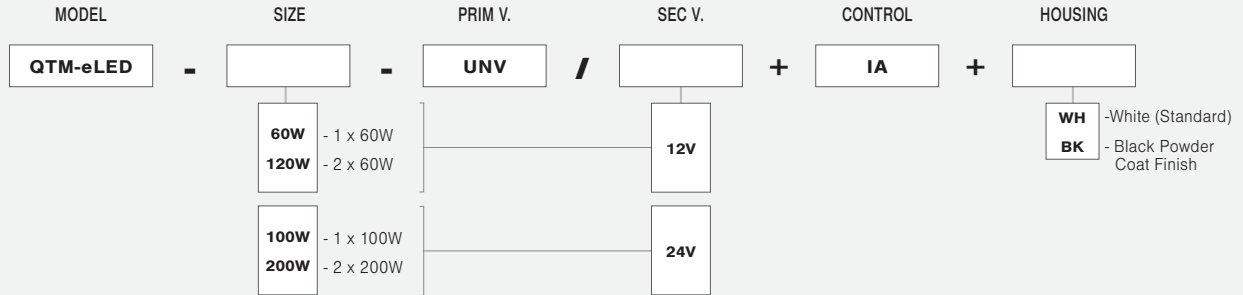 MODEL SIZE PRIM V. SEC V. CONTROL HOUSING
QTM-eLED - - UNV / + IA +
60W - 1 x 60W
120W - 2 x 60W
12V
WH -White (Standard)
BK - Black Powder
Coat Finish
100W - 1 x 100W
200W - 2 x 200W
24V